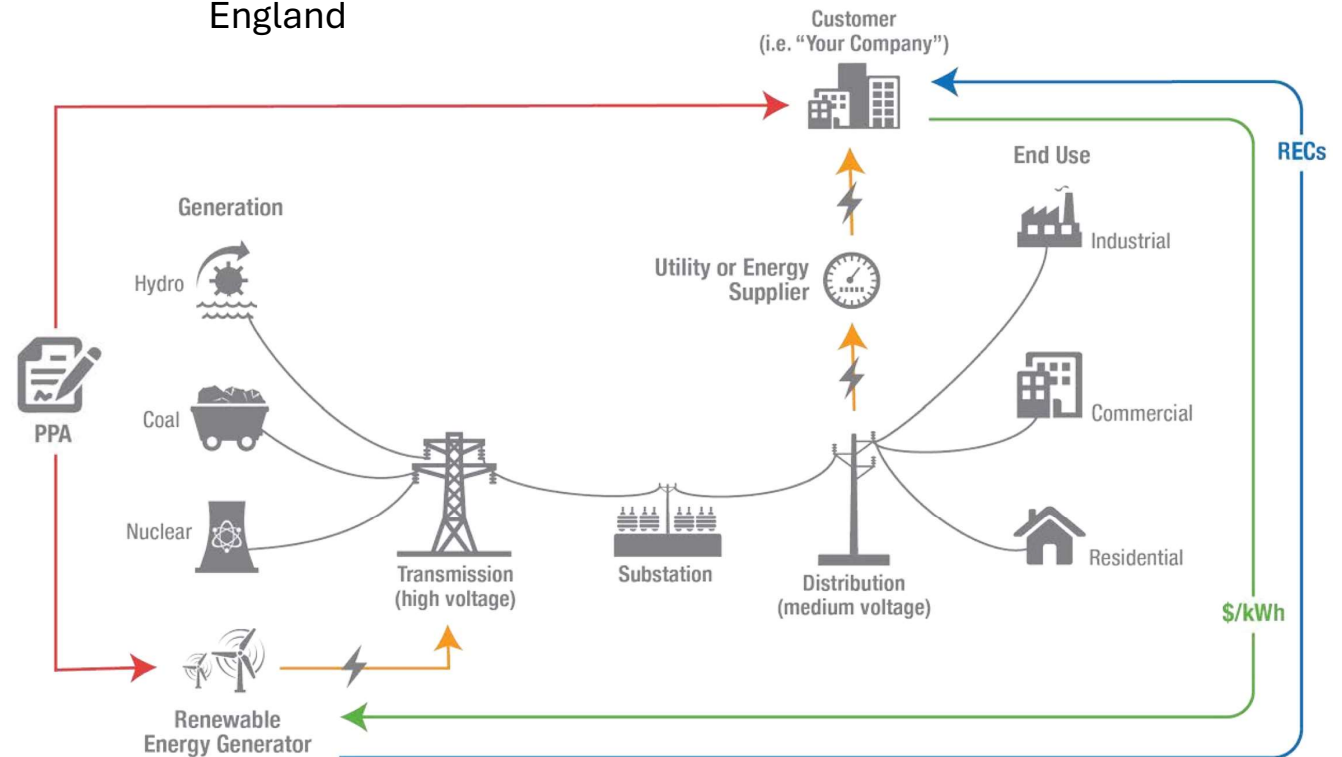 England
Customer
(i.e. “Your Company”)
RECs
End Use
Generation
Industrial
Hydro
Utility or Energy
Supplier
PPA
Coal
Commercial
Nuclear
Residential
Transmission
(high voltage)
Substation
Distribution
(medium voltage)
$/kWh
Renewable
Energy Generator